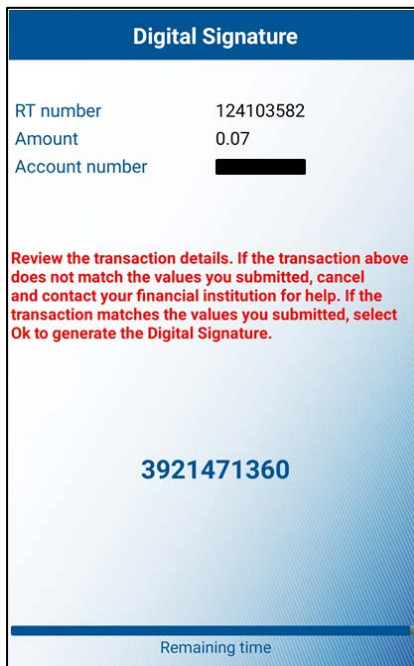 Digital Signature
RT number 124103582
Amount 0.07
Account number
Review the transaction details. If the transaction above
does not match the values you submitted, cancel
and contact your financial institution for help. If the
transaction matches the values you submitted, select
Ok to generate the Digital Signature.
3921471360
Remaining time